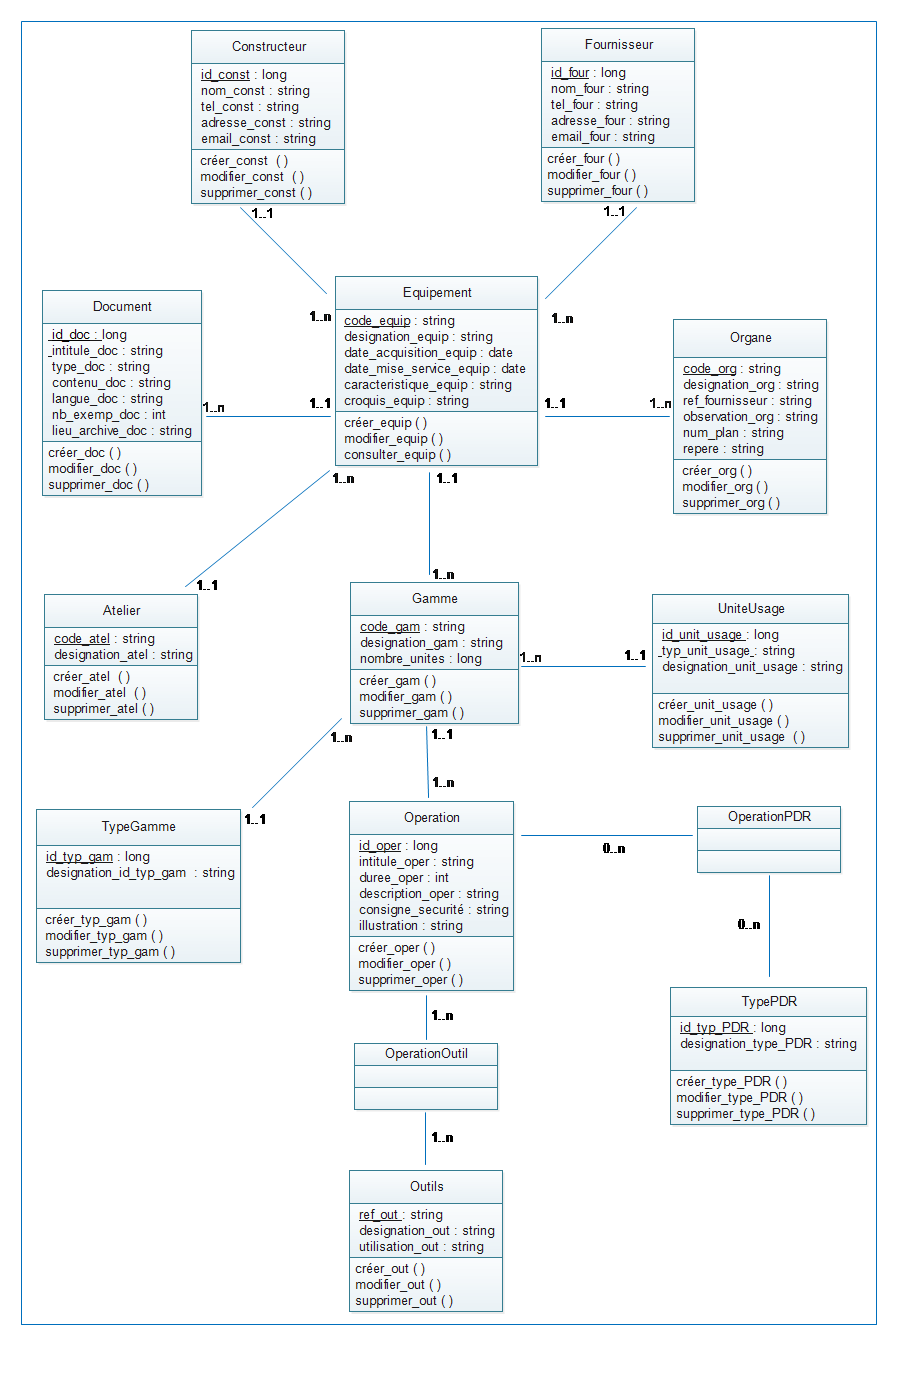 Constructeur
id_const : long
nom_const : string
tel_const : string
adresse_const : string
email_const : string
créer_const ( )
modifier_const ( )
supprimer_const ( )
1..1
Fournisseur
id_four : long
nom_four : string
tel_four : string
adresse_four : string
email_four : string
créer_four ( )
modifier_four ( )
supprimer_four ( )
1..1
1..n
1..n
Document
id_doc : long
intitule_doc : string
type_doc : string
contenu_doc : string
langue_doc : string
nb_exemp_doc : int
lieu_archive_doc : string
créer_doc ( )
modifier_doc ( )
supprimer_doc ( )
1..n
1..1
Equipement
code_equip : string
designation_equip : string
date_acquisition_equip : date
date_mise_service_equip : date
caracteristique_equip : string
croquis_equip : string
créer_equip ( )
modifier_equip ( )
consulter_equip ( )
1..1
1..n
Organe
code_org : string
designation_org : string
ref_fournisseur : string
observation_org : string
num_plan : string
repere : string
créer_org ( )
modifier_org ( )
supprimer_org ( )
1..n
1..1
1..1
1..n
Atelier
code_atel : string
designation_atel : string
créer_atel ( )
modifier_atel ( )
supprimer_atel ( )
Gamme
code_gam : string
designation_gam : string
nombre_unites : long
créer_gam ( )
modifier_gam ( )
supprimer_gam ( )
1..n
1..1
UniteUsage
id_unit_usage : long
typ_unit_usage : string
designation_unit_usage : string
créer_unit_usage ( )
modifier_unit_usage ( )
supprimer_unit_usage ( )
1..n
1..1
1..1
1..n
TypeGamme
id_typ_gam : long
designation_id_typ_gam : string
créer_typ_gam ( )
modifier_typ_gam ( )
supprimer_typ_gam ( )
Operation
id_oper : long
intitule_oper : string
duree_oper : int
description_oper : string
consigne_securité : string
illustration : string
créer_oper ( )
modifier_oper ( )
supprimer_oper ( )
0..n
OperationPDR
0..n
TypePDR
id_typ_PDR : long
designation_type_PDR : string
créer_type_PDR ( )
modifier_type_PDR ( )
supprimer_type_PDR ( )
1..n
OperationOutil
1..n
Outils
ref_out : string
designation_out : string
utilisation_out : string
créer_out ( )
modifier_out ( )
supprimer_out ( )